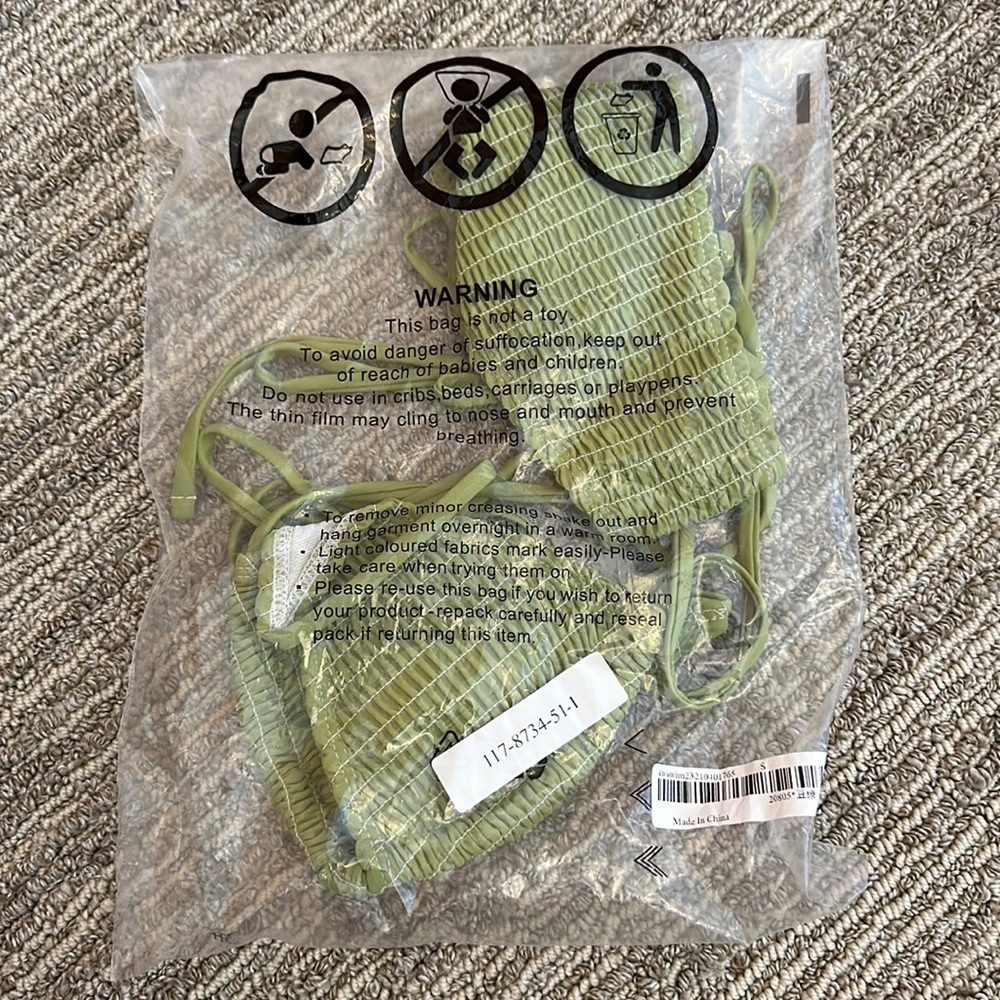 WARNING
This bag is not a toy.
To avoid danger of suffocation,keep out
of reach of babies and children.
Do not use in cribs,beds,carriages or playpens.
The thin film may cling to nose and mouth and prevent
breathing.
· To remove minor creasing shake out and
hang garment overnight in a warm room.
· Light coloured fabrics mark easily-Please
take care when trying them on
· Please re-use this bag if you wish to return
your product-repack carefully and reseal
pack if returning this item.
117-8734-51-1
S
20805*
Made In China